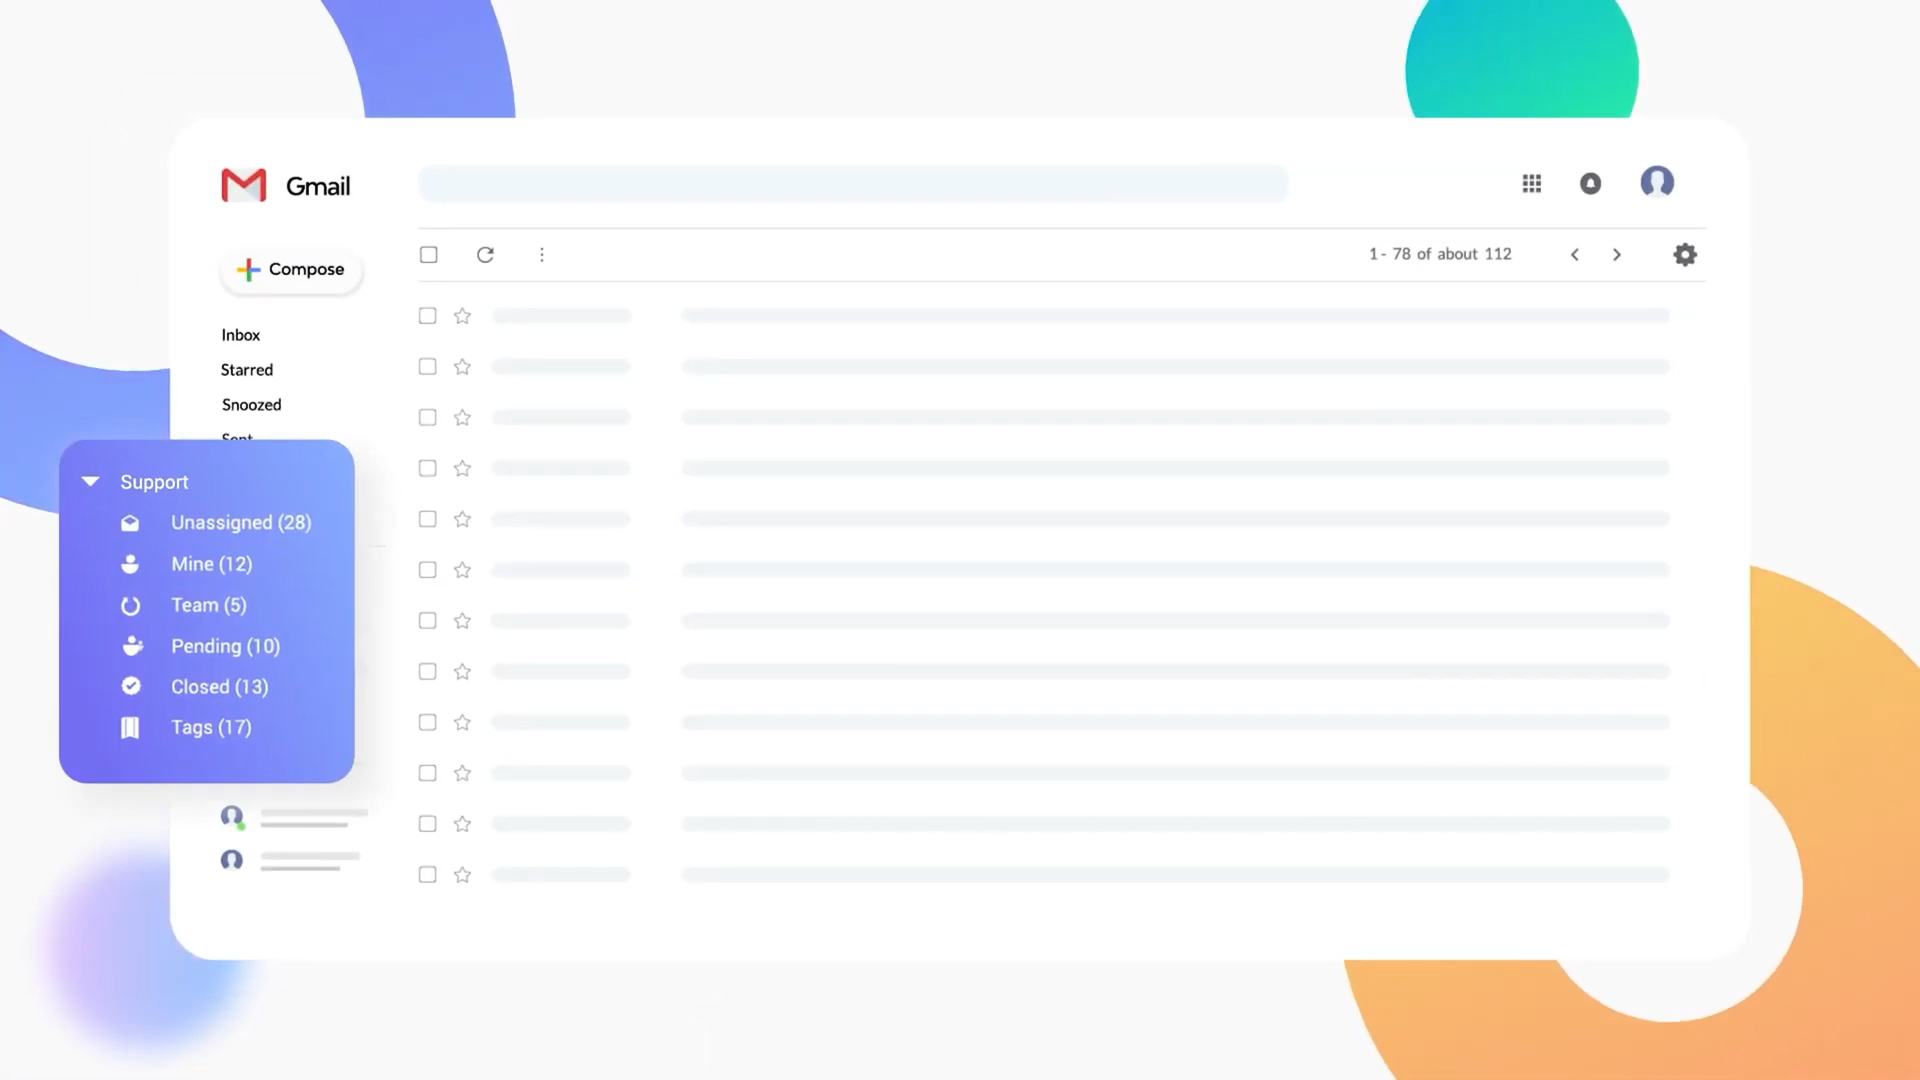 Gmail
Compose
1 - 78 of about 112
Inbox
Starred
Snoozed
Sent
Support
Unassigned (28)
Mine (12)
Team (5)
Pending (10)
Closed (13)
Tags (17)